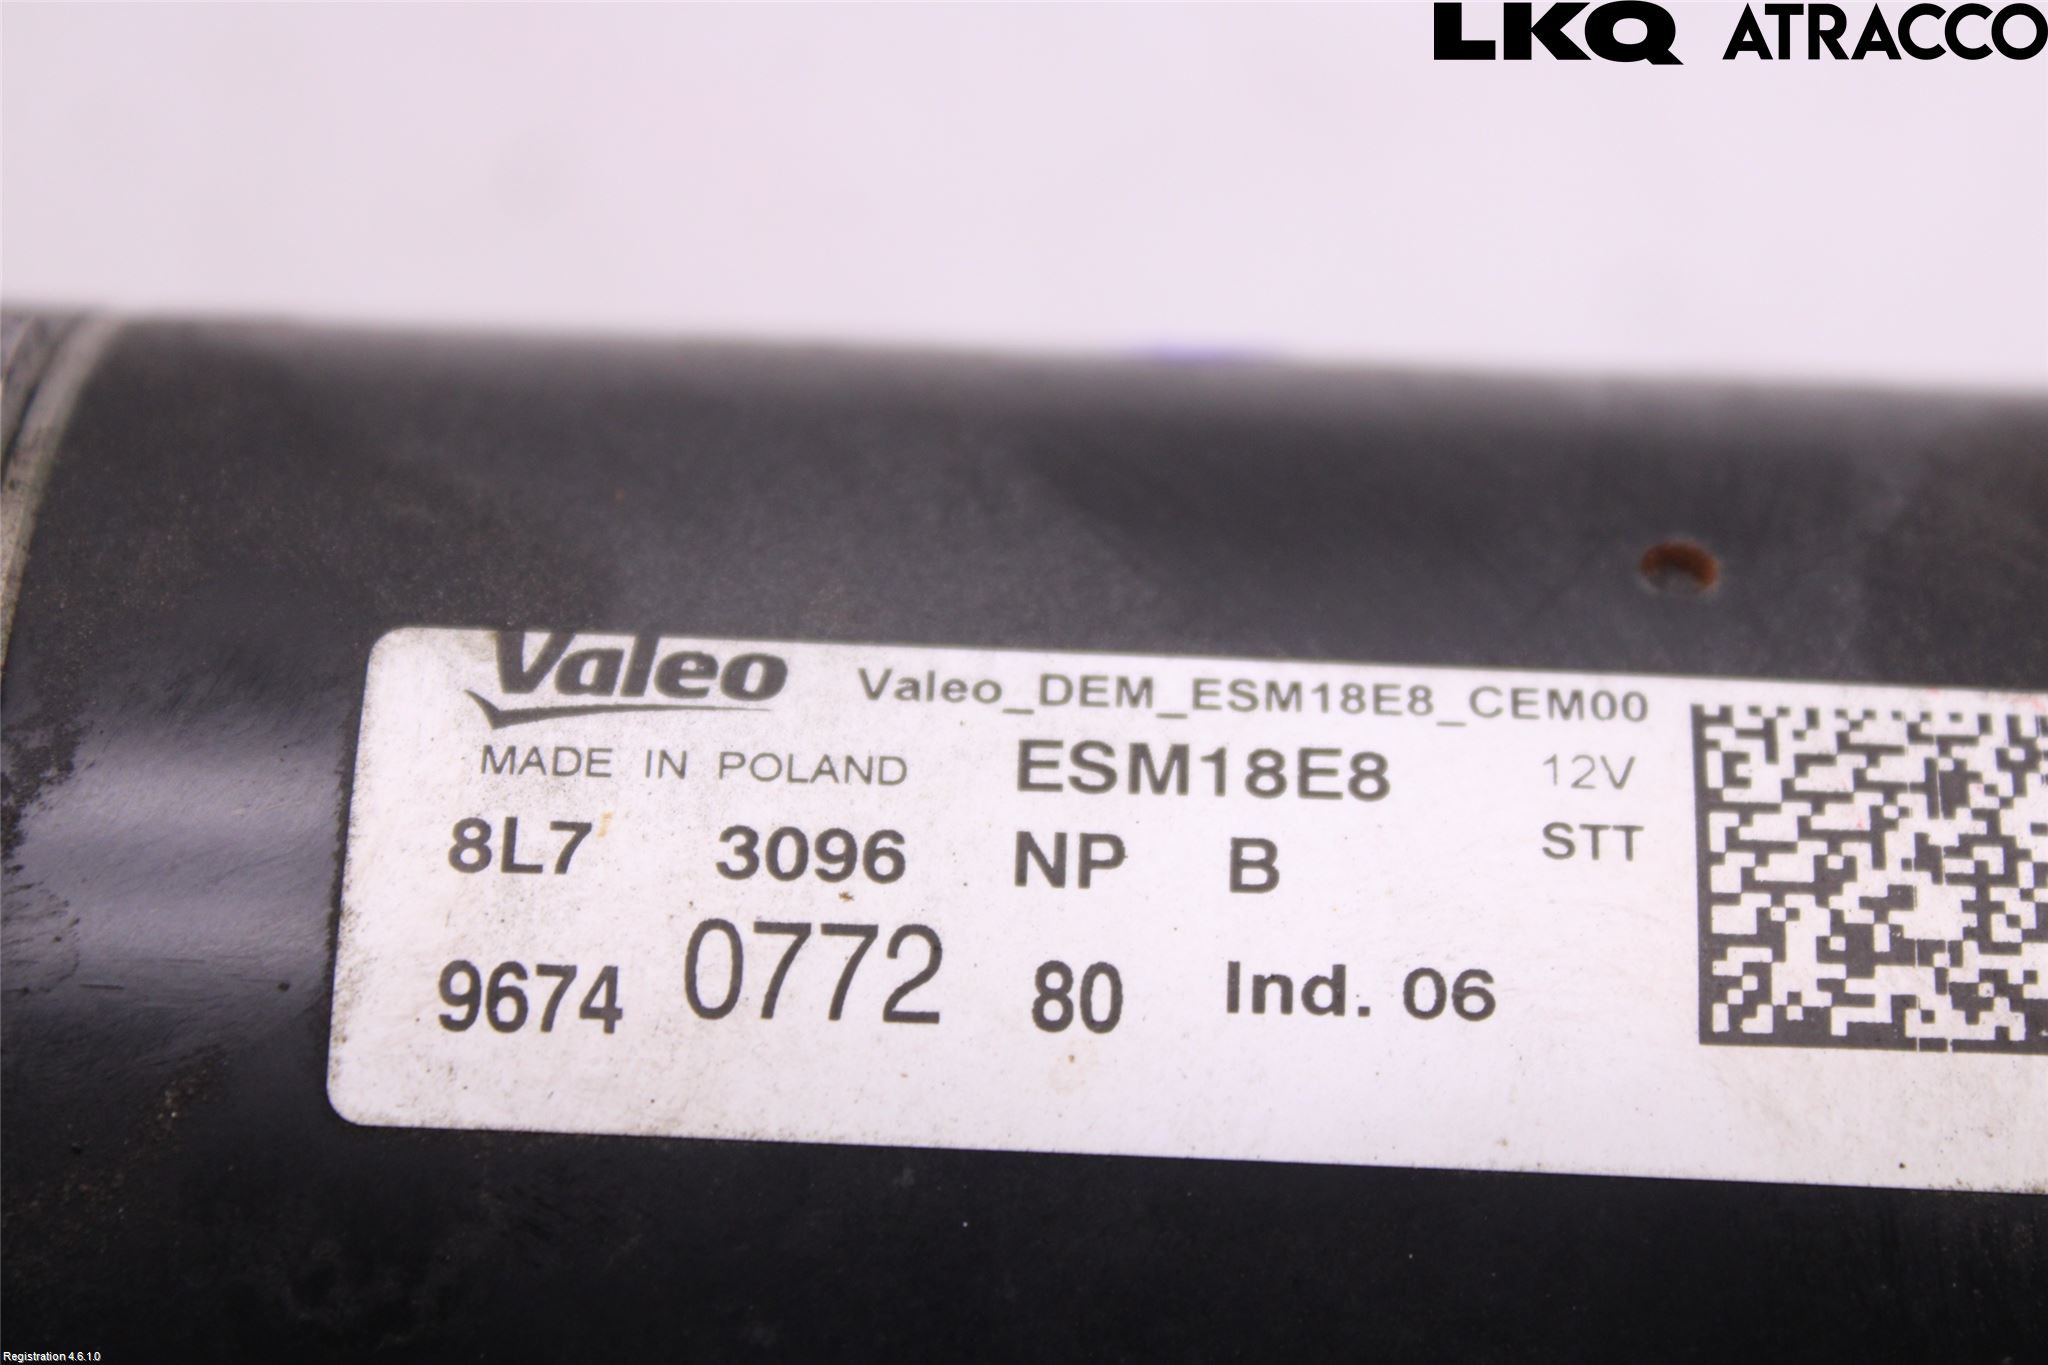 LKQ ATRACCO
Valeo Valeo_DEM_ESM18E8_CEM00
MADE IN POLAND ESM18E8 12V
8L7 3096 NP B STT
9674 0772 80 Ind. 06
Registration 4.6.1.0